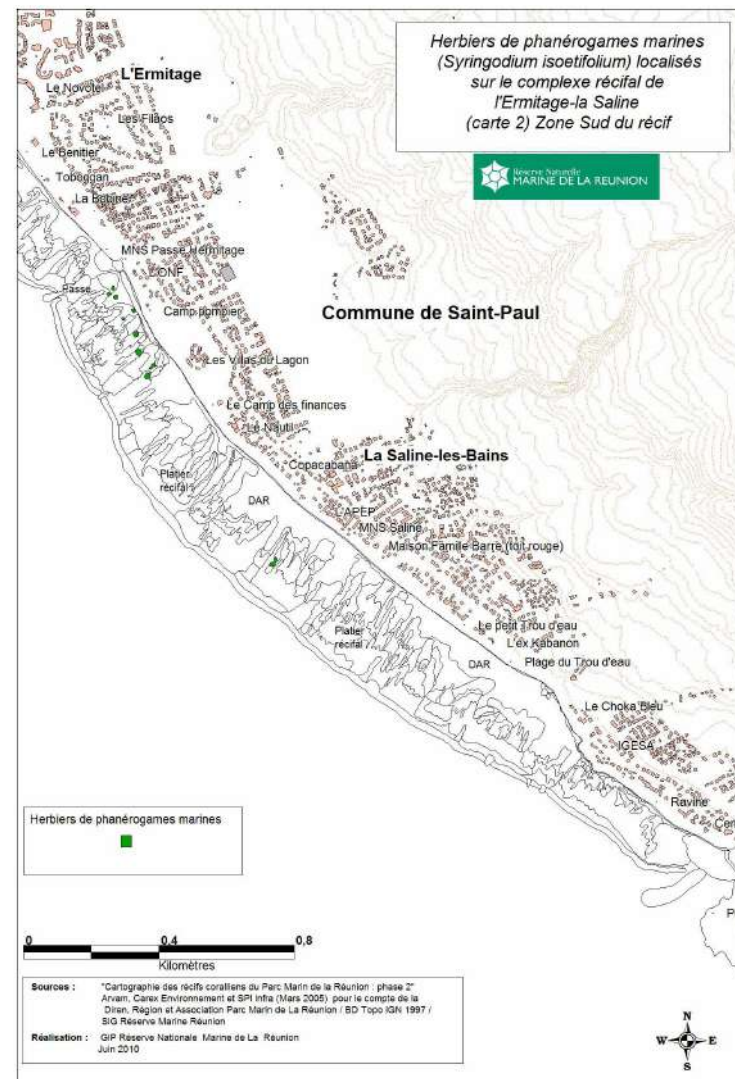 Herbiers de phanérogames marines
(Syringodium isoetifolium) localisés
sur le complexe récifal de
l'Ermitage-la Saline
(carte 2) Zone Sud du récif
Réserve Naturelle
MARINE DE LA REUNION
L'Ermitage
Le Novotel
Les Filaos
Le Benitier
Toboggan
La Bobine
MNS Passe Hermitage
L'ONF
Passe
Camp pompier
Commune de Saint-Paul
Les Villas du Lagon
Le Camp des finances
Le Nautil
Copacabana
La Saline-les-Bains
Platier
récifal
DAR
L'APEP
MNS Saline
Maison Famille Barre (toit rouge)
Le petit Trou d'eau
L'ex Kabanon
Platier
récifal
DAR
Plage du Trou d'eau
Le Choka Bleu
IGESA
Ravine
Cer
P
Herbiers de phanérogames marines
0 0,4 0,8
Kilomètres
Sources : "Cartographie des récifs coralliens du Parc Marin de la Réunion : phase 2"
Arvam, Carex Environnement et SPI Infra (Mars 2005) pour le compte de la
Diren, Région et Association Parc Marin de La Réunion / BD Topo IGN 1997 /
SIG Réserve Marine Réunion
Réalisation : GIP Réserve Nationale Marine de La Réunion
Juin 2010
N
W E
S